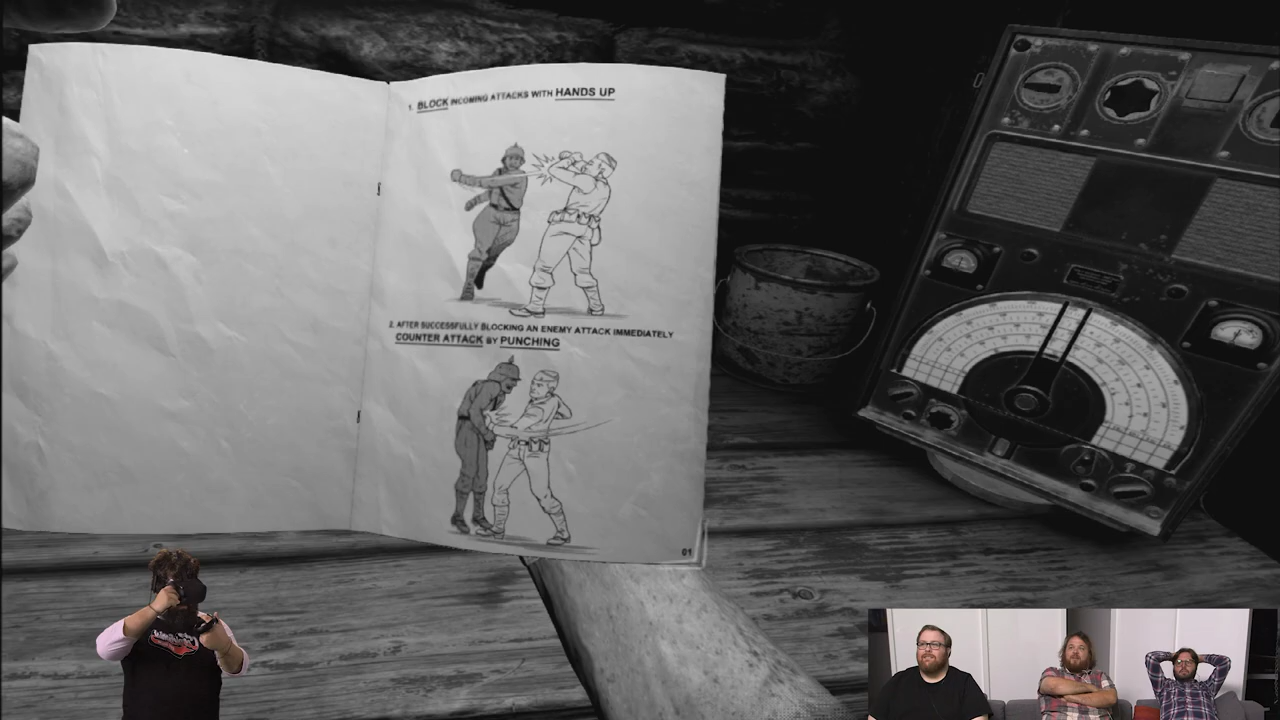 1. BLOCK INCOMING ATTACKS WITH HANDS UP
2. AFTER SUCCESSFULLY BLOCKING AN ENEMY ATTACK IMMEDIATELY
COUNTER ATTACK BY PUNCHING
01